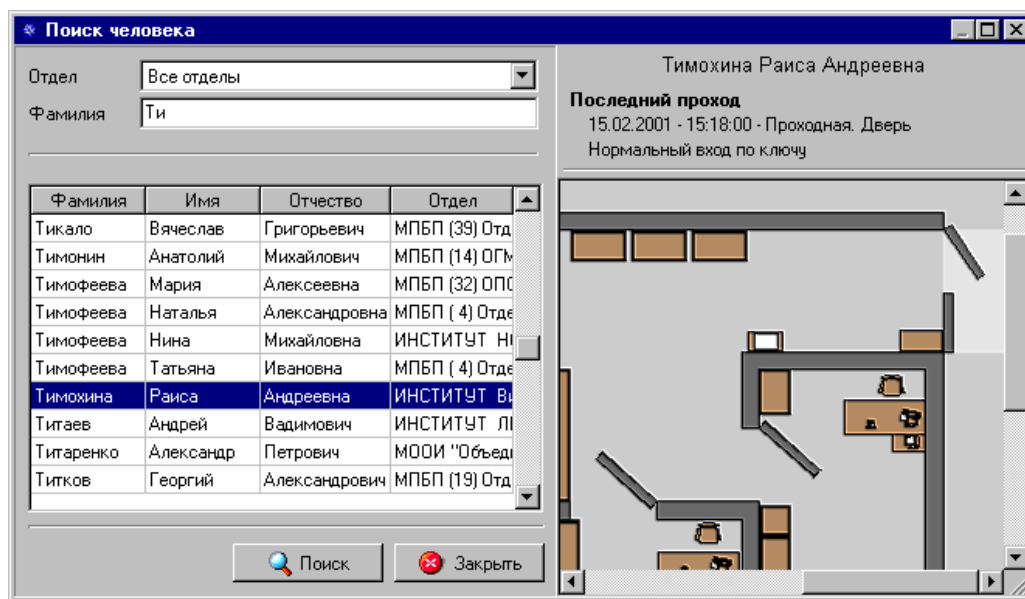 Поиск человека
Отдел Все отделы
Фамилия Ти
Фамилия Имя Отчество Отдел
Тикало Вячеслав Григорьевич МПБП (39) Отд
Тимонин Анатолий Михайлович МПБП (14) ОГМ
Тимофеева Мария Алексеевна МПБП (32) ОПО
Тимофеева Наталья Александровна МПБП ( 4) Отде
Тимофеева Нина Михайловна ИНСТИТУТ
Тимофеева Татьяна Ивановна МПБП ( 4) Отде
Тимохина Раиса Андреевна ИНСТИТУТ
Титаев Андрей Вадимович ИНСТИТУТ
Титаренко Александр Петрович МООИ "Объед
Титков Георгий Александрович МПБП (19) Отд
Поиск Закрыть
Тимохина Раиса Андреевна
Последний проход
15.02.2001 - 15:18:00 - Проходная. Дверь
Нормальный вход по ключу